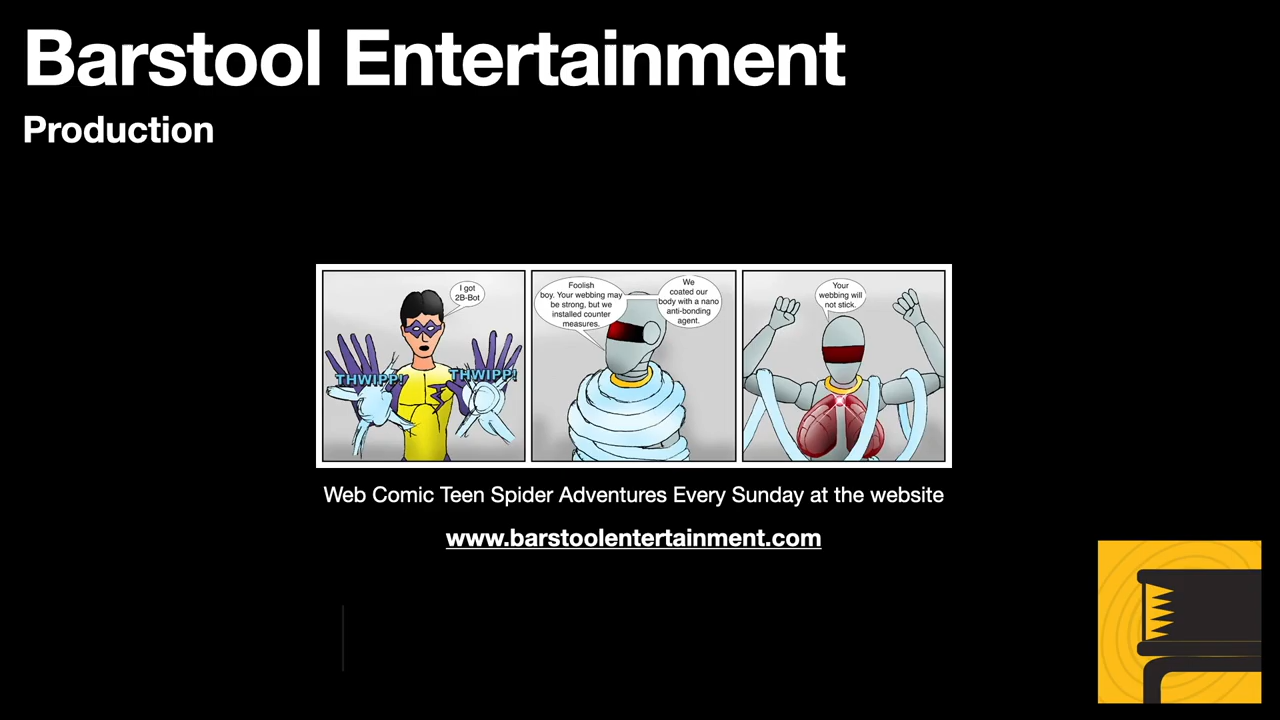 Barstool Entertainment
Production
I got
2B-Bot
THWIPP!
THWIPP!
Foolish
boy. Your webbing may
be strong, but we
installed counter
measures.
We
coated our
body with a nano
anti-bonding
agent.
Your
webbing will
not stick.
Web Comic Teen Spider Adventures Every Sunday at the website
www.barstoolentertainment.com